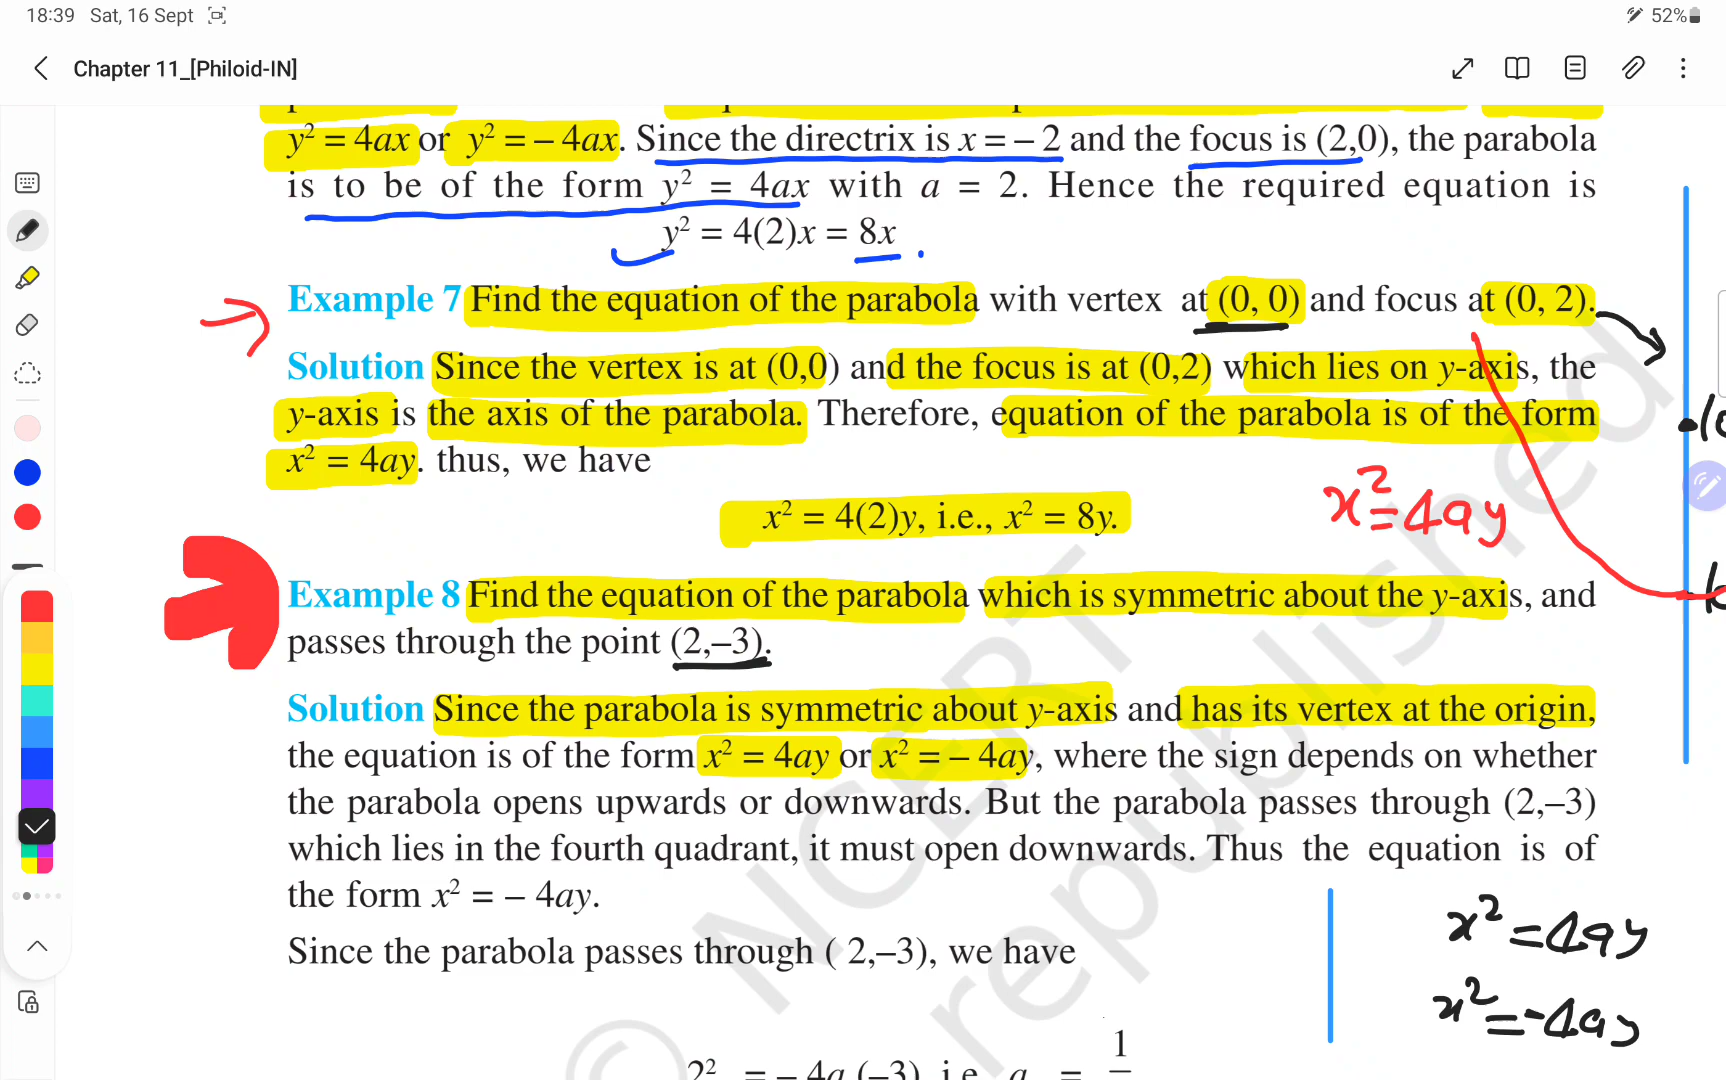 18:39 Sat, 16 Sept 52%
Chapter 11_[Philoid-IN]
y² = 4ax or y² = – 4ax. Since the directrix is x = – 2 and the focus is (2,0), the parabola
is to be of the form y² = 4ax with a = 2. Hence the required equation is
y² = 4(2)x = 8x
Example 7 Find the equation of the parabola with vertex at (0, 0) and focus at (0, 2).
Solution Since the vertex is at (0,0) and the focus is at (0,2) which lies on y-axis, the
y-axis is the axis of the parabola. Therefore, equation of the parabola is of the form
x² = 4ay. thus, we have
x² = 4(2)y, i.e., x² = 8y.
x² = 4ay
Example 8 Find the equation of the parabola which is symmetric about the y-axis, and
passes through the point (2,–3).
Solution Since the parabola is symmetric about y-axis and has its vertex at the origin,
the equation is of the form x² = 4ay or x² = – 4ay, where the sign depends on whether
the parabola opens upwards or downwards. But the parabola passes through (2,–3)
which lies in the fourth quadrant, it must open downwards. Thus the equation is of
the form x² = – 4ay.
x² = 4ay
Since the parabola passes through ( 2,–3), we have
x² = -4ay
2² = – 4a (–3), i.e., a = 1
© NCERT
republished